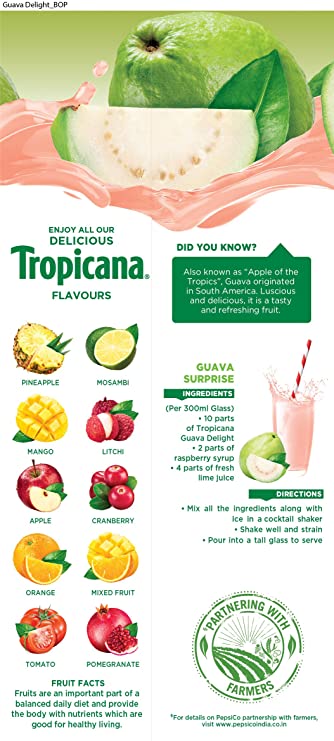 Guava Delight_BOP
ENJOY ALL OUR
DELICIOUS
Tropicana®
FLAVOURS
PINEAPPLE
MOSAMBI
MANGO
LITCHI
APPLE
CRANBERRY
ORANGE
MIXED FRUIT
TOMATO
POMEGRANATE
FRUIT FACTS
Fruits are an important part of a
balanced daily diet and provide
the body with nutrients which are
good for healthy living.
DID YOU KNOW?
Also known as “Apple of the
Tropics”, Guava originated
in South America. Luscious
and delicious, it is a tasty
and refreshing fruit.
GUAVA
SURPRISE
INGREDIENTS
(Per 300ml Glass)
• 10 parts
of Tropicana
Guava Delight
• 2 parts of
raspberry syrup
• 4 parts of fresh
lime juice
DIRECTIONS
• Mix all the ingredients along with
Ice in a cocktail shaker
• Shake well and strain
• Pour into a tall glass to serve
$PARTNERING WITH
FARMERS
$For details on PepsiCo partnership with farmers,
visit www.pepsicoindia.co.in